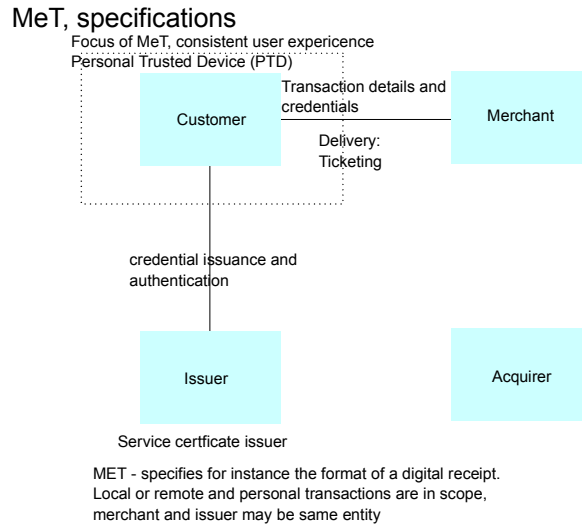 MeT, specifications
Focus of MeT, consistent user expericence
Personal Trusted Device (PTD)
Transaction details and
credentials
Customer
Merchant
Delivery:
Ticketing
credential issuance and
authentication
Issuer
Acquirer
Service certficate issuer
MET - specifies for instance the format of a digital receipt.
Local or remote and personal transactions are in scope,
merchant and issuer may be same entity